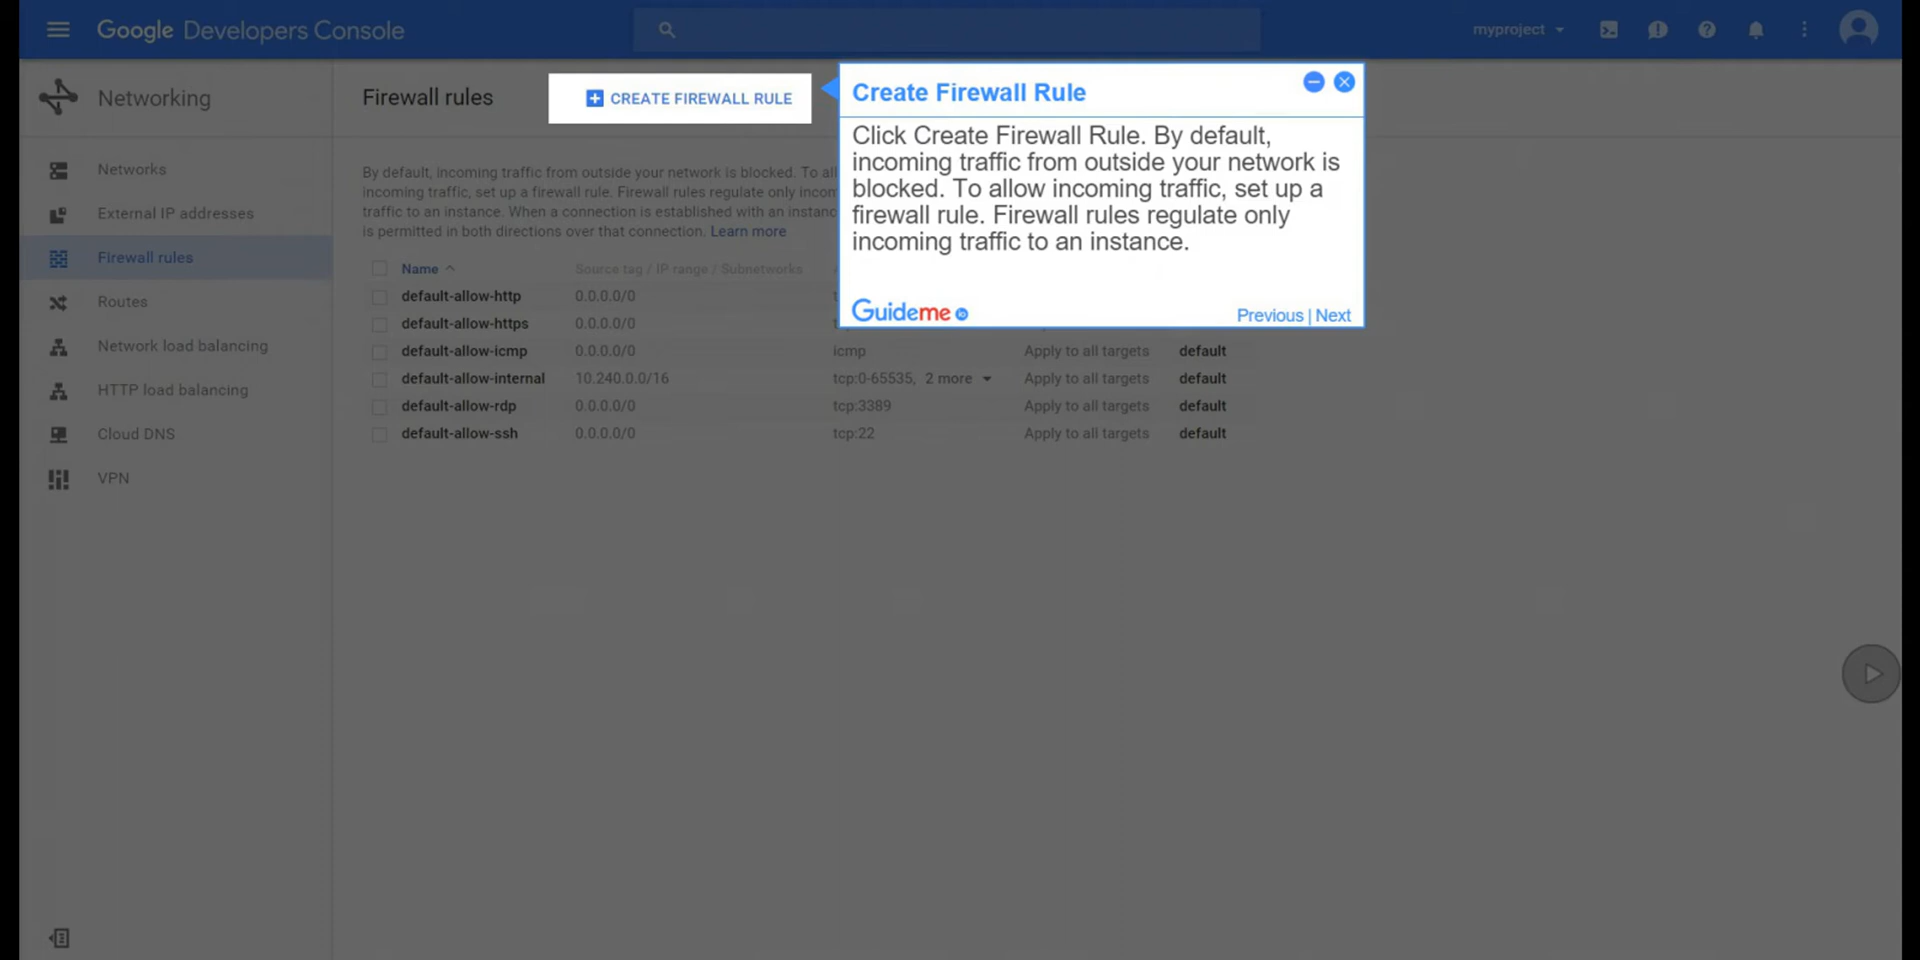 Google Developers Console
myproject
Networking
Firewall rules
CREATE FIREWALL RULE
Create Firewall Rule
Click Create Firewall Rule. By default,
incoming traffic from outside your network is
blocked. To allow incoming traffic, set up a
firewall rule. Firewall rules regulate only
incoming traffic to an instance.
Guideme
Previous | Next
Networks
External IP addresses
Firewall rules
Routes
Network load balancing
HTTP load balancing
Cloud DNS
VPN
By default, incoming traffic from outside your network is blocked. To
incoming traffic, set up a firewall rule. Firewall rules regulate only
traffic to an instance. When a connection is established with an
is permitted in both directions over that connection. Learn more
Name Source tag / IP range / Subnetworks
default-allow-http 0.0.0.0/0
default-allow-https 0.0.0.0/0
default-allow-icmp 0.0.0.0/0 icmp Apply to all targets default
default-allow-internal 10.240.0.0/16 tcp:0-65535, 2 more Apply to all targets default
default-allow-rdp 0.0.0.0/0 tcp:3389 Apply to all targets default
default-allow-ssh 0.0.0.0/0 tcp:22 Apply to all targets default